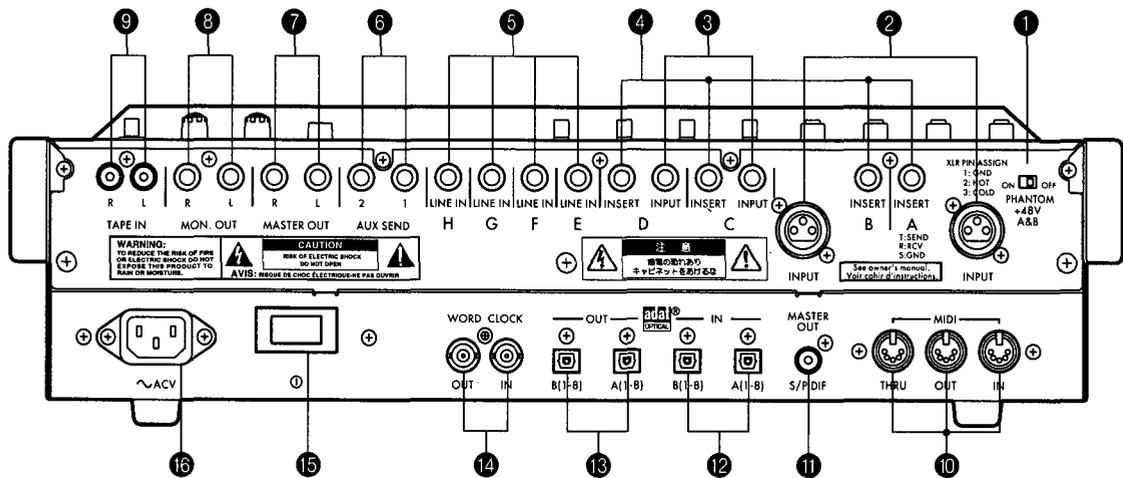 9 8 7 6 5 4 3 2 1
XLR PIN ASSIGN
1: GND
2: HOT
3: COLD
ON OFF
PHANTOM
+48V
A&B
R L R L R L 2 1 LINE IN LINE IN LINE IN LINE IN INSERT INPUT INSERT INPUT INSERT INSERT
TAPE IN MON. OUT MASTER OUT AUX SEND H G F E D C B A
T:SEND
R:RCV
S:GND
INPUT INPUT
WARNING:
TO REDUCE THE RISK OF FIRE
OR ELECTRIC SHOCK DO NOT
EXPOSE THIS PRODUCT TO
RAIN OR MOISTURE.
CAUTION
RISK OF ELECTRIC SHOCK
DO NOT OPEN
AVIS: RISQUE DE CHOC ÉLECTRIQUE-NE PAS OUVRIR
注 意
感電の恐れあり
キャビネットをあけるな
See owner's manual.
Voir cahir d'instructions.
WORD CLOCK OUT adat® OPTICAL IN MASTER OUT MIDI
~ACV OUT IN B(1-8) A(1-8) B(1-8) A(1-8) S/P DIF THRU OUT IN
16 15 14 13 12 11 10